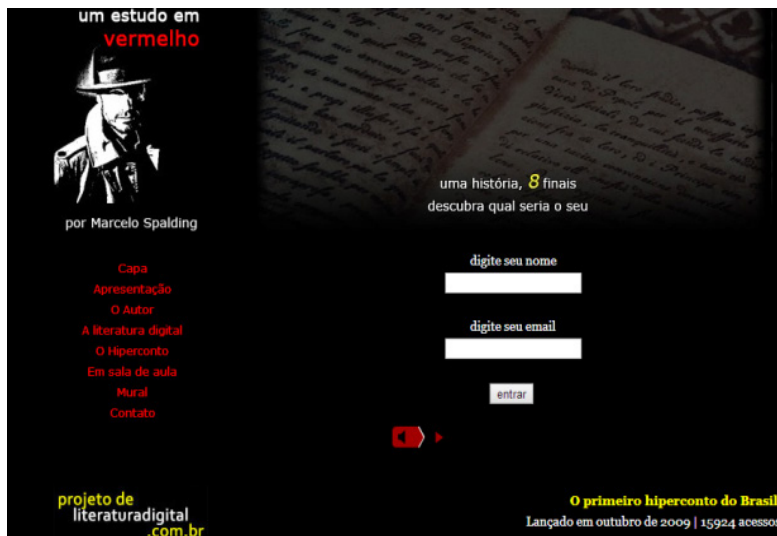 um estudo em
vermelho
por Marcelo Spalding
Capa
Apresentação
O Autor
A literatura digital
O Hiperconto
Em sala de aula
Mural
Contato
projeto de
literaturadigital
.com.br
uma história, 8 finais
descubra qual seria o seu
digite seu nome
digite seu email
entrar
O primeiro hiperconto do Brasil
Lançado em outubro de 2009 | 15924 acessos